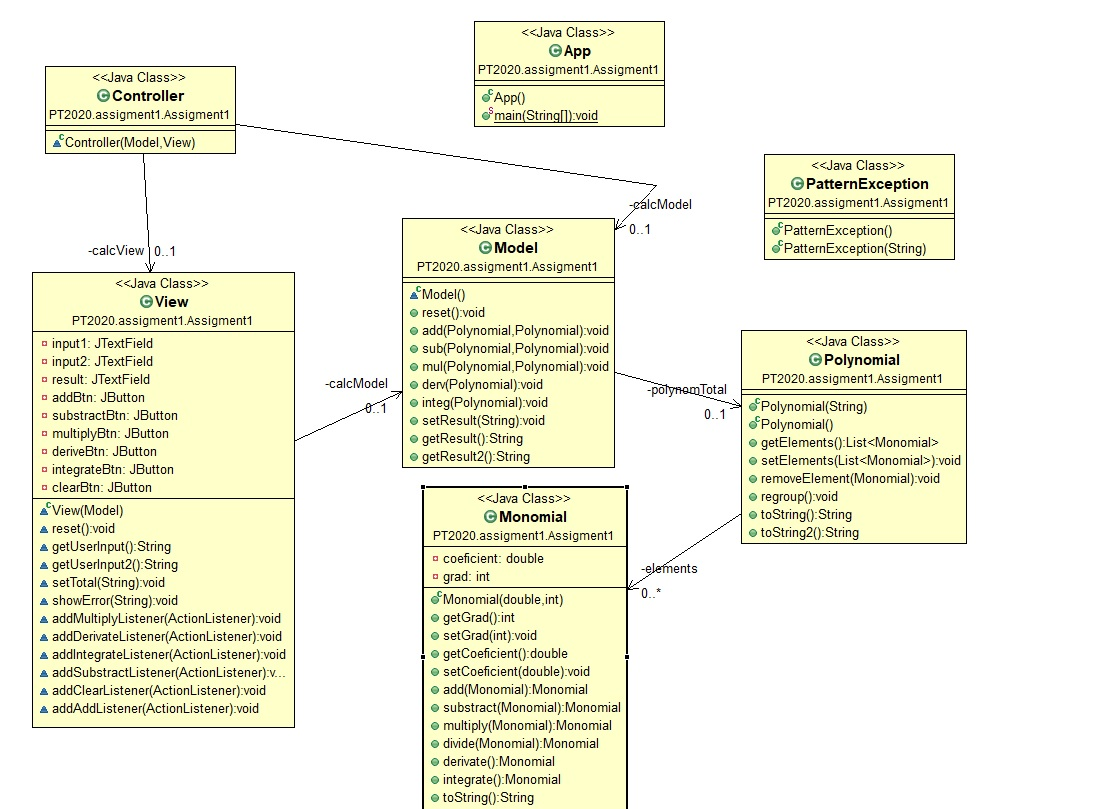 <<Java Class>>
App
PT2020.assigment1.Assigment1
App()
main(String[]):void
<<Java Class>>
Controller
PT2020.assigment1.Assigment1
Controller(Model,View)
<<Java Class>>
PatternException
PT2020.assigment1.Assigment1
PatternException()
PatternException(String)
-calcModel
0..1
-calcView 0..1
<<Java Class>>
View
PT2020.assigment1.Assigment1
input1: JTextField
input2: JTextField
result: JTextField
addBtn: JButton
substractBtn: JButton
multiplyBtn: JButton
deriveBtn: JButton
integrateBtn: JButton
clearBtn: JButton
View(Model)
reset():void
getUserInput():String
getUserInput2():String
setTotal(String):void
showError(String):void
addMultiplyListener(ActionListener):void
addDerivateListener(ActionListener):void
addIntegrateListener(ActionListener):void
addSubstractListener(ActionListener):v...
addClearListener(ActionListener):void
addAddListener(ActionListener):void
-calcModel
0..1
<<Java Class>>
Model
PT2020.assigment1.Assigment1
Model()
reset():void
add(Polynomial,Polynomial):void
sub(Polynomial,Polynomial):void
mul(Polynomial,Polynomial):void
derv(Polynomial):void
integ(Polynomial):void
setResult(String):void
getResult():String
getResult2():String
-polynomTotal
0..1
<<Java Class>>
Polynomial
PT2020.assigment1.Assigment1
Polynomial(String)
Polynomial()
getElements():List<Monomial>
setElements(List<Monomial>):void
removeElement(Monomial):void
regroup():void
toString():String
toString2():String
-elements
0..*
<<Java Class>>
Monomial
PT2020.assigment1.Assigment1
coeficient: double
grad: int
Monomial(double,int)
getGrad():int
setGrad(int):void
getCoeficient():double
setCoeficient(double):void
add(Monomial):Monomial
substract(Monomial):Monomial
multiply(Monomial):Monomial
divide(Monomial):Monomial
derivate():Monomial
integrate():Monomial
toString():String